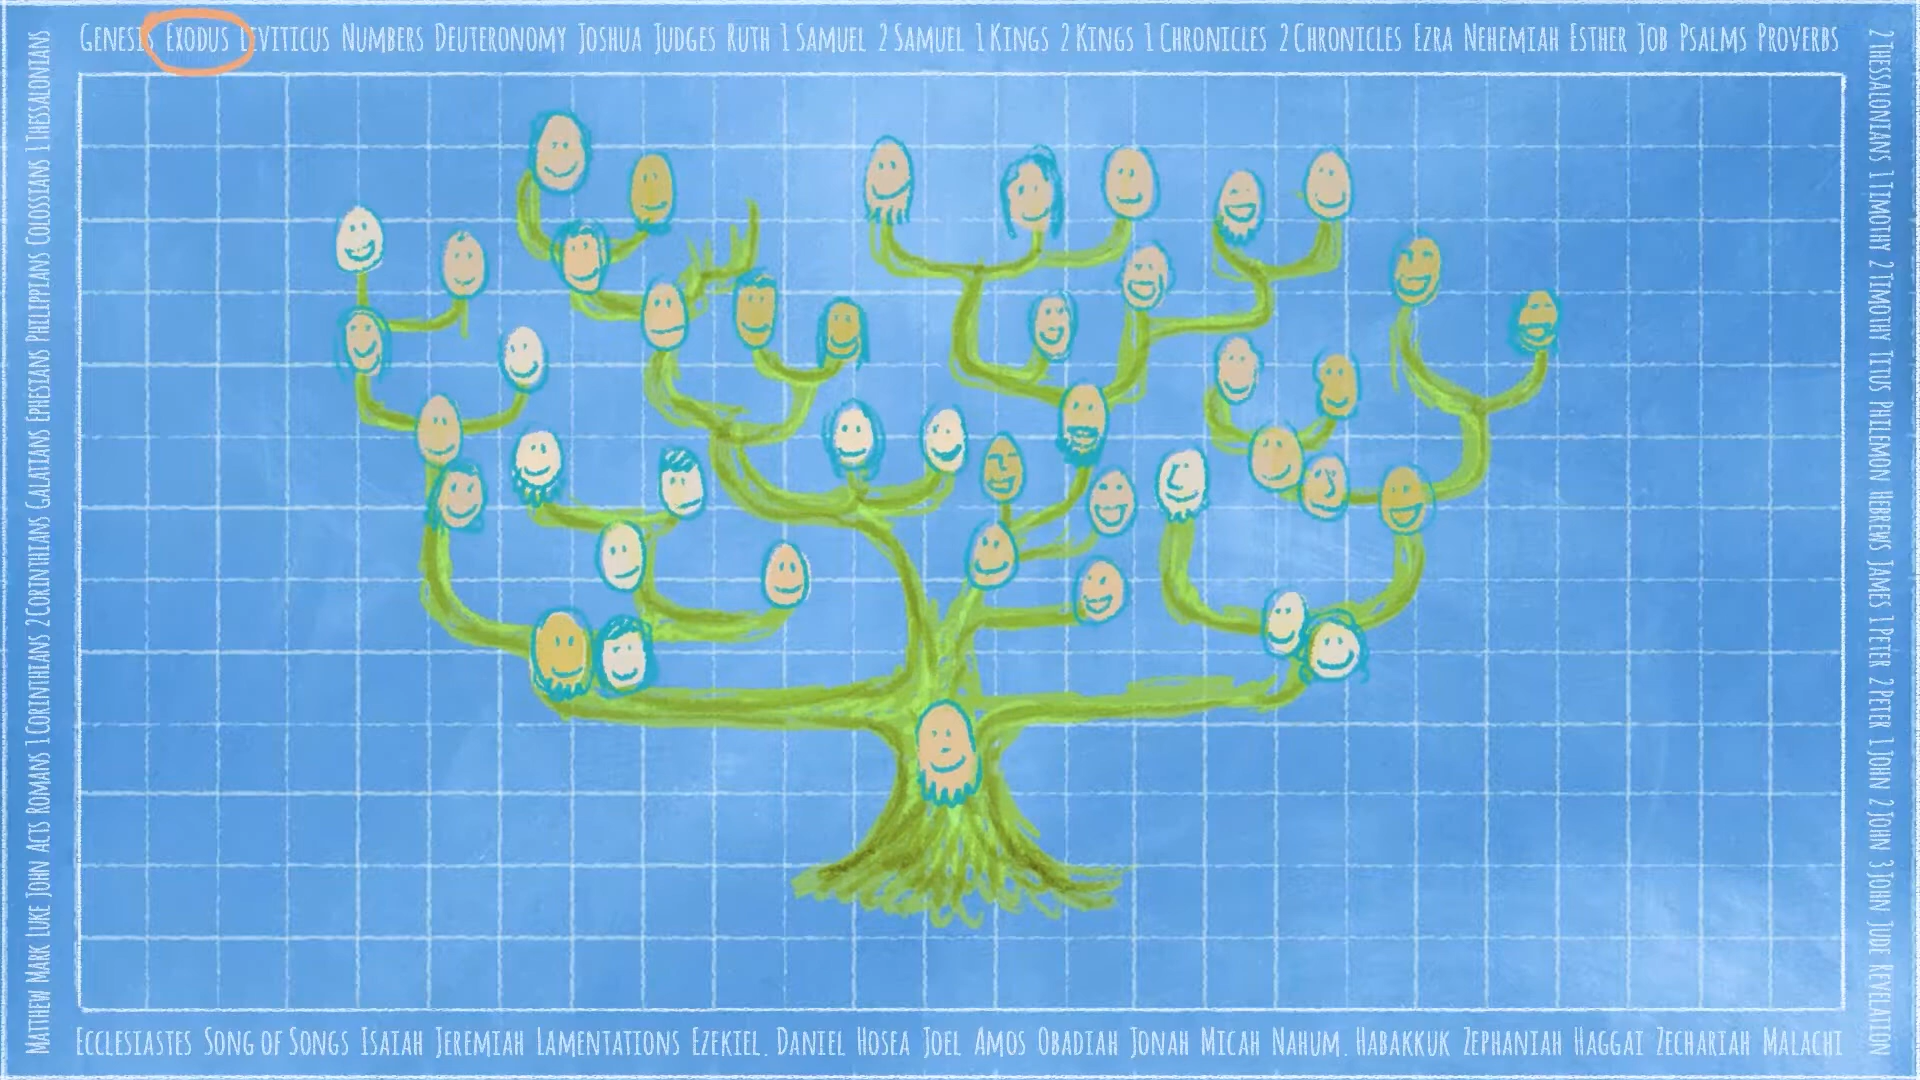 Genesis Exodus Leviticus Numbers Deuteronomy Joshua Judges Ruth 1 Samuel 2 Samuel 1 Kings 2 Kings 1 Chronicles 2 Chronicles Ezra Nehemiah Esther Job Psalms Proverbs
Ecclesiastes Song of Songs Isaiah Jeremiah Lamentations Ezekiel. Daniel Hosea Joel Amos Obadiah Jonah Micah Nahum. Habakkuk Zephaniah Haggai Zechariah Malachi
Matthew Mark Luke John Acts Romans 1 Corinthians 2 Corinthians Galatians Ephesians Philippians Colossians 1 Thessalonians
2 Thessalonians 1 Timothy 2 Timothy Titus Philemon Hebrews James 1 Peter 2 Peter 1 John 2 John 3 John Jude Revelation